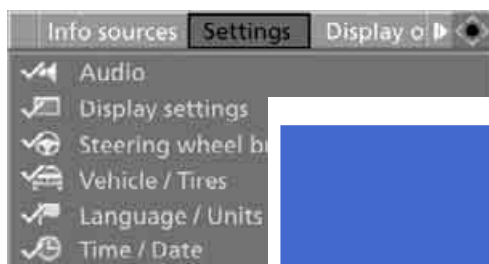 Info sources Settings Display o
Audio
Display settings
Steering wheel b
Vehicle / Tires
Language / Units
Time / Date